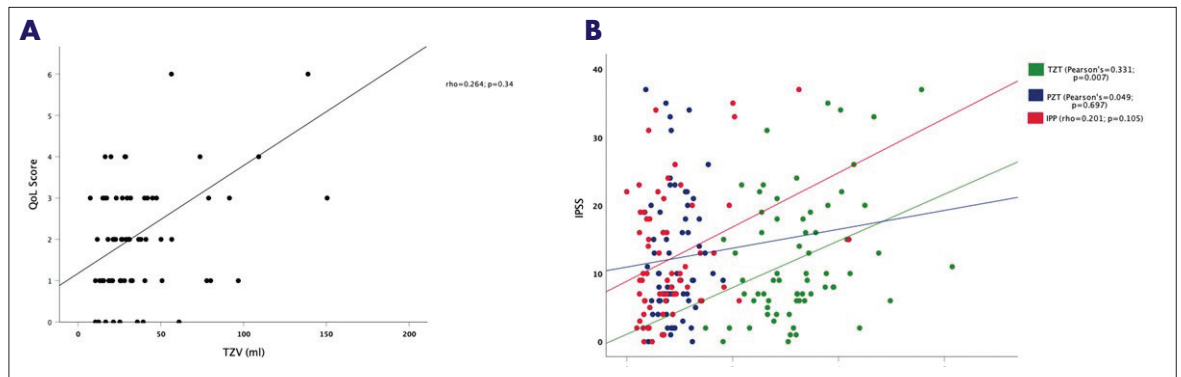 A
QoL Score
6
5
4
3
2
1
0
0
50
100
150
200
TZV (ml)
rho=0.264; p=0.34
B
IPSS
40
30
20
10
0
TZT (Pearson's=0.331;
p=0.007)
PZT (Pearson's=0.049;
p=0.697)
IPP (rho=0.201; p=0.105)